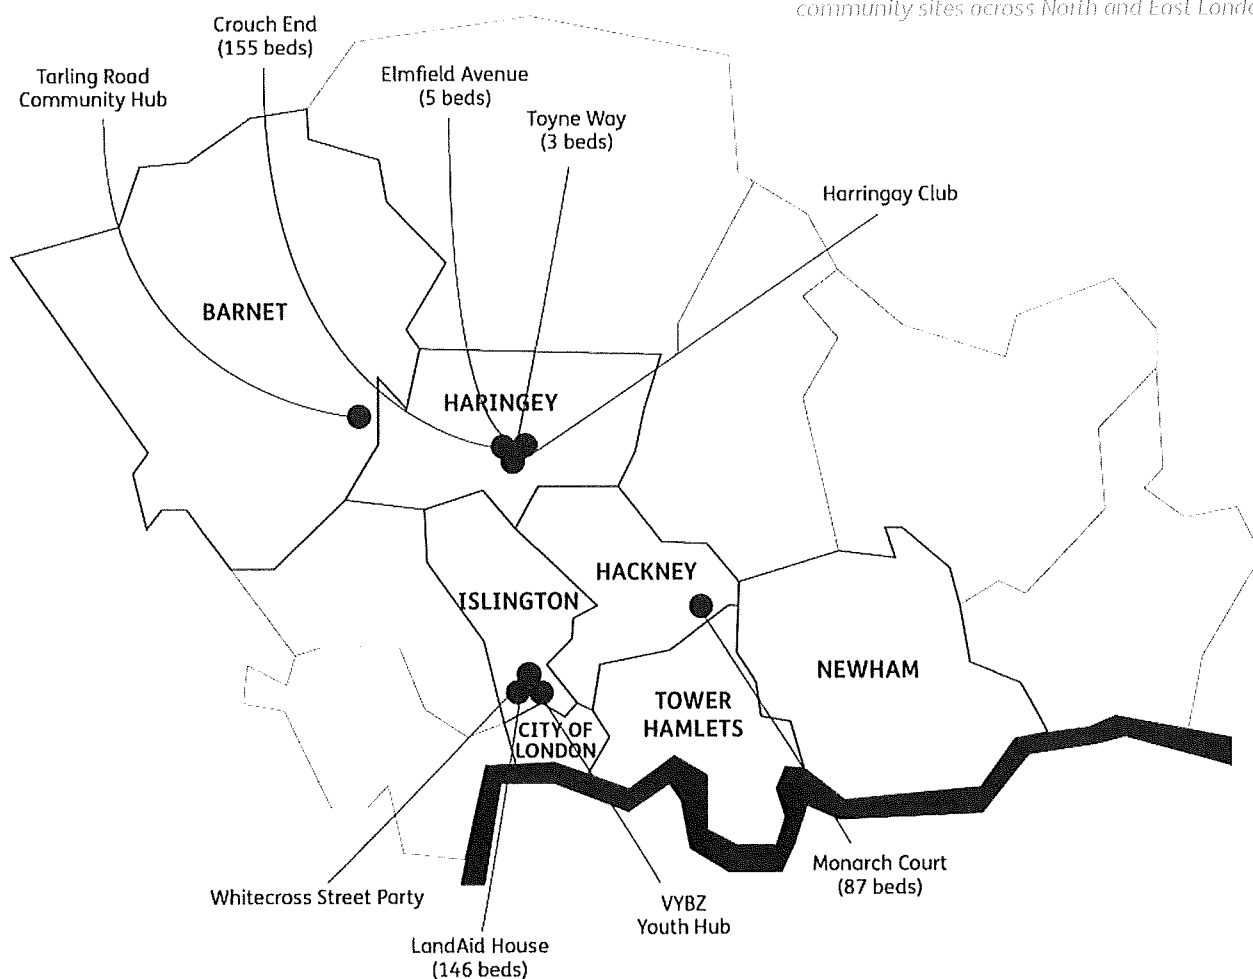 community sites across North and East
Crouch End
(155 beds)
Tarling Road
Community Hub
Elmfield Avenue
(5 beds)
Toyne Way
(3 beds)
Harringay Club
BARNET
HARINGEY
HACKNEY
ISLINGTON
NEWHAM
TOWER
HAMLETS
CITY OF
LONDON
Monarch Court
(87 beds)
Whitecross Street Party
VYBZ
Youth Hub
LandAid House
(146 beds)